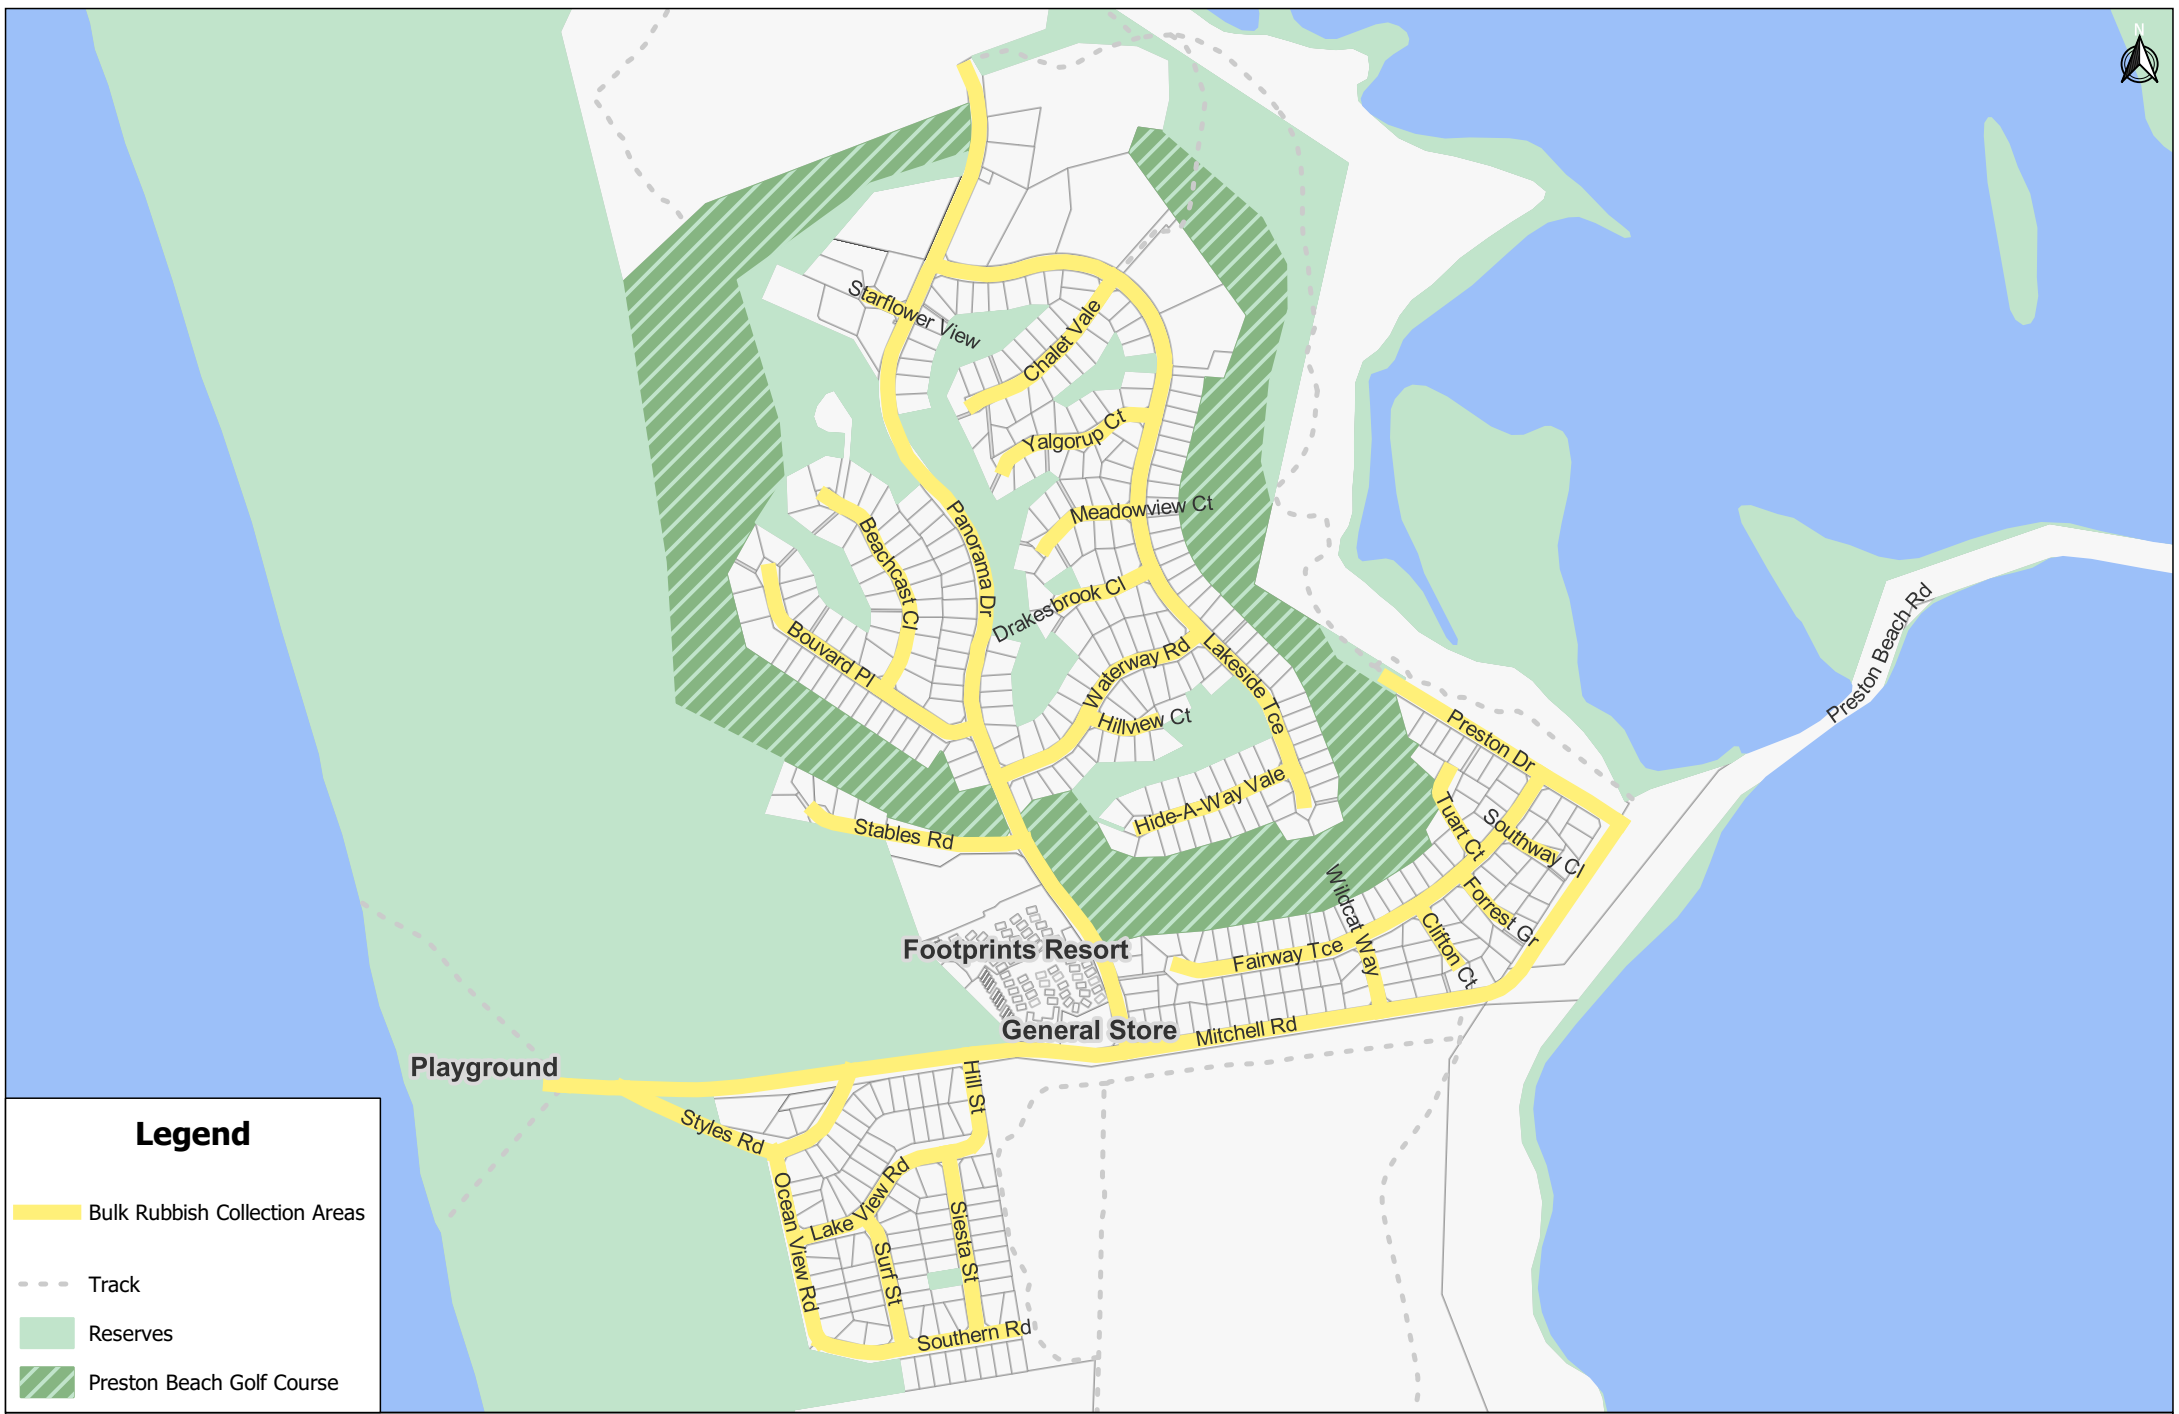 N
Starflower View
Chalet Vale
Yalgorup Ct
Meadowview Ct
Panorama Dr
Beachcast Cl
Drakesbrook Cl
Bouvard Pl
Waterway Rd
Lakeside Tce
Hillview Ct
Preston Beach Rd
Preston Dr
Hide-A-Way Vale
Stables Rd
Tuart Ct
Southway Cl
Wildcat Way
Forrest Gr
Clifton Ct
Fairway Tce
Footprints Resort
General Store
Mitchell Rd
Playground
Hill St
Styles Rd
Ocean View Rd
Lake View Rd
Surf St
Siesta St
Southern Rd
Legend
Bulk Rubbish Collection Areas
Track
Reserves
Preston Beach Golf Course